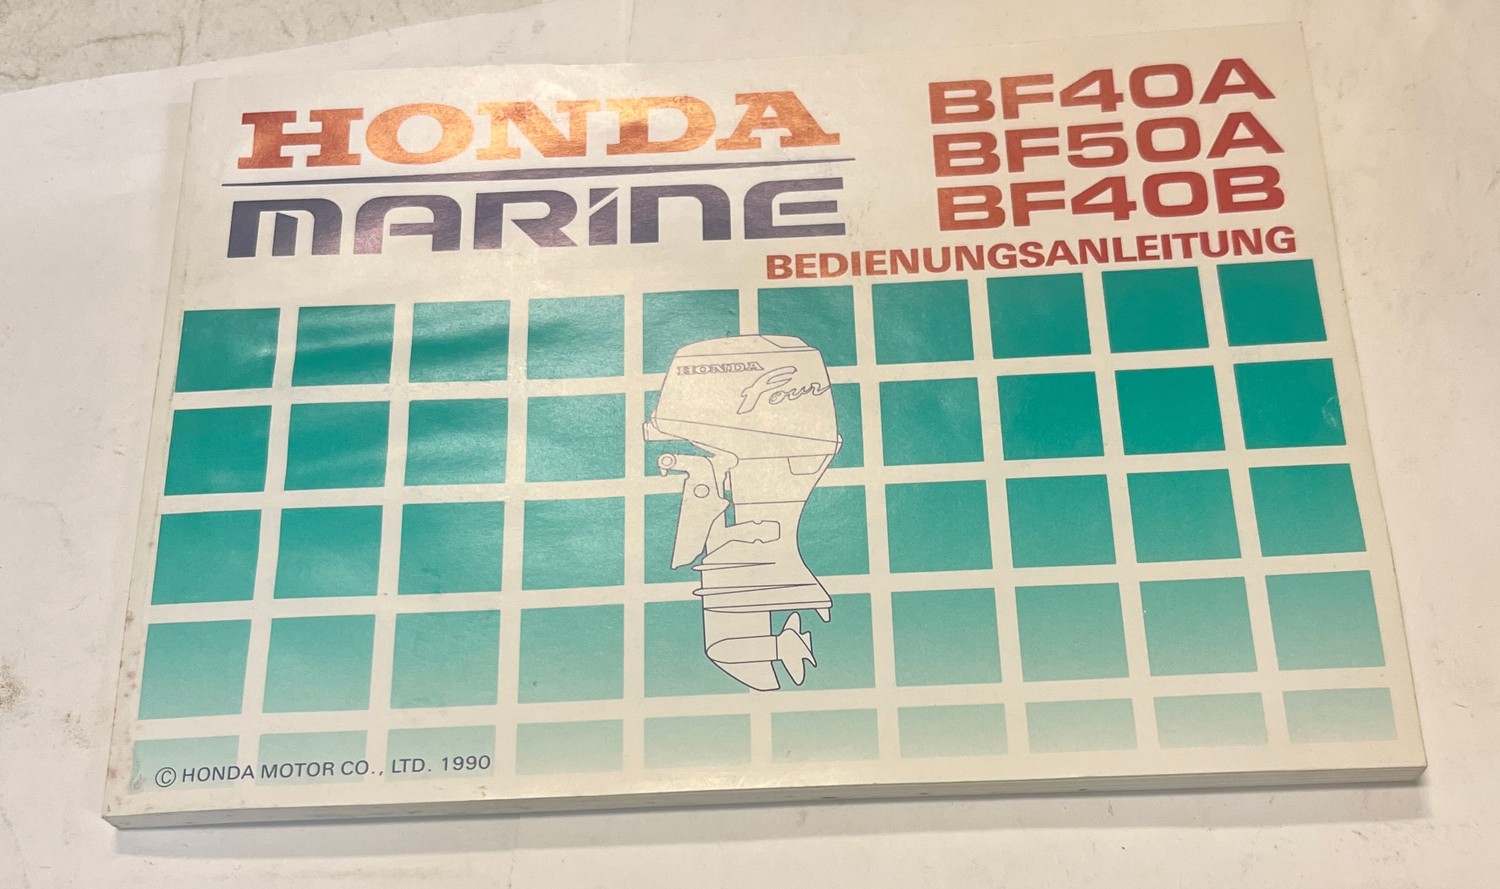 HONDA
MARINE
BF40A
BF50A
BF40B
BEDIENUNGSANLEITUNG
HONDA
Four
© HONDA MOTOR CO., LTD. 1990